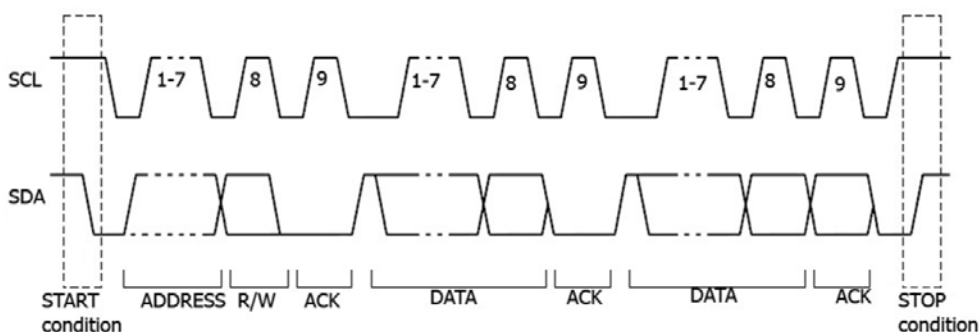 SCL
1-7
8
9
1-7
8
9
1-7
8
9
SDA
START
condition
ADDRESS
R/W
ACK
DATA
ACK
DATA
ACK
STOP
condition